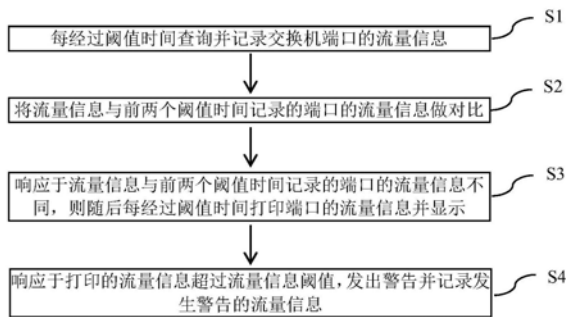 每经过阈值时间查询并记录交换机端口的流量信息
S1
将流量信息与前两个阈值时间记录的端口的流量信息做对比
S2
响应于流量信息与前两个阈值时间记录的端口的流量信息不
同，则随后每经过阈值时间打印端口的流量信息并显示
S3
响应于打印的流量信息超过流量信息阈值，发出警告并记录发
生警告的流量信息
S4